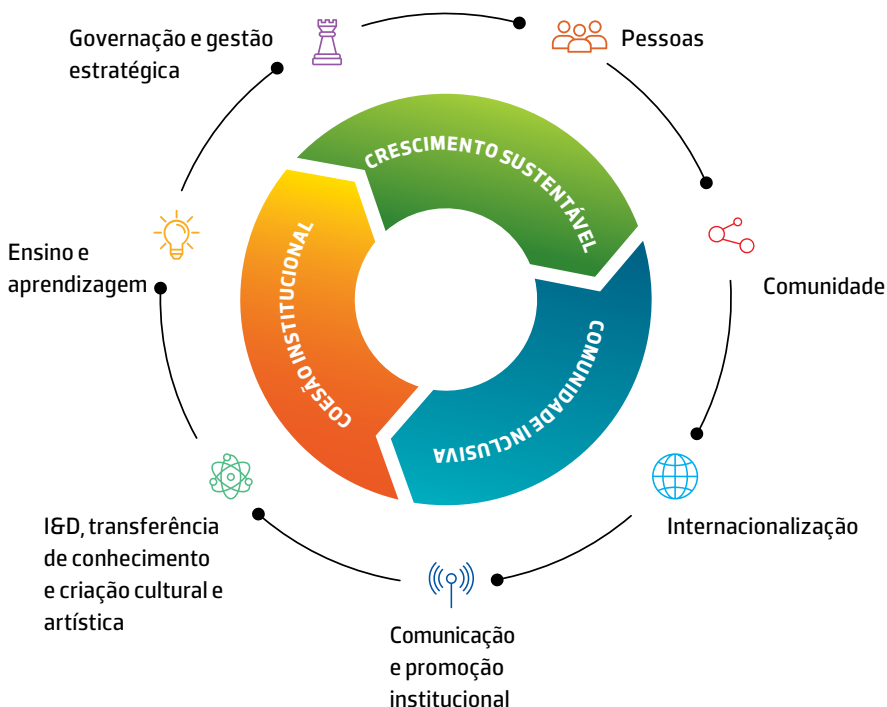 Governação e gestão
estratégica
Pessoas
CRESCIMENTO SUSTENTÁVEL
COESÃO INSTITUCIONAL
COMUNIDADE INCLUSIVA
Ensino e
aprendizagem
Comunidade
I&D, transferência
de conhecimento
e criação cultural e
artística
Internacionalização
Comunicação
e promoção
institucional